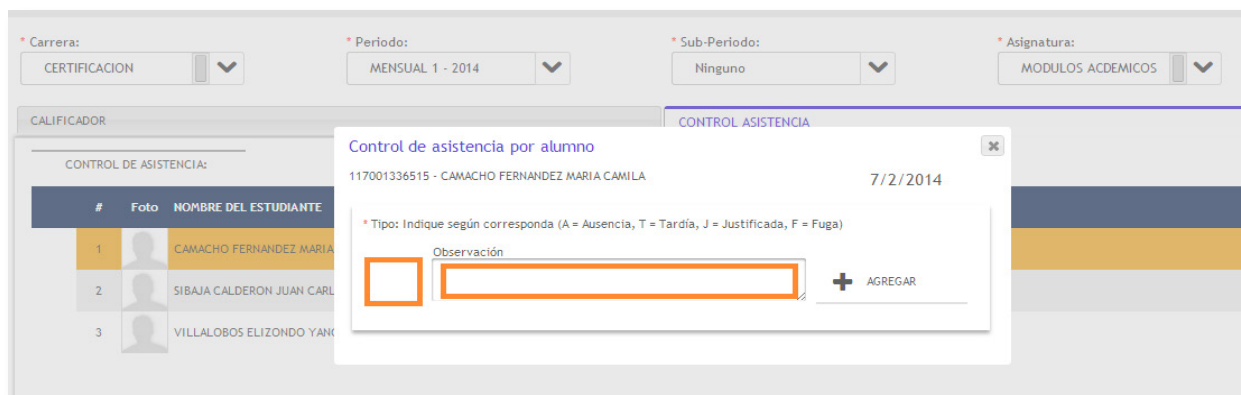 * Carrera: * Periodo: * Sub-Periodo: * Asignatura:
CERTIFICACION MENSUAL 1 - 2014 Ninguno MODULOS ACDEMICOS
CALIFICADOR CONTROL ASISTENCIA
Control de asistencia por alumno
CONTROL DE ASISTENCIA:
117001336515 - CAMACHO FERNANDEZ MARIA CAMILA 7/2/2014
# Foto NOMBRE DEL ESTUDIANTE
* Tipo: Indique según corresponda (A = Ausencia, T = Tardía, J = Justificada, F = Fuga)
1 CAMACHO FERNANDEZ MARIA
Observación
AGREGAR
2 SIBAJA CALDERON JUAN CARL
3 VILLALOBOS ELIZONDO YANC